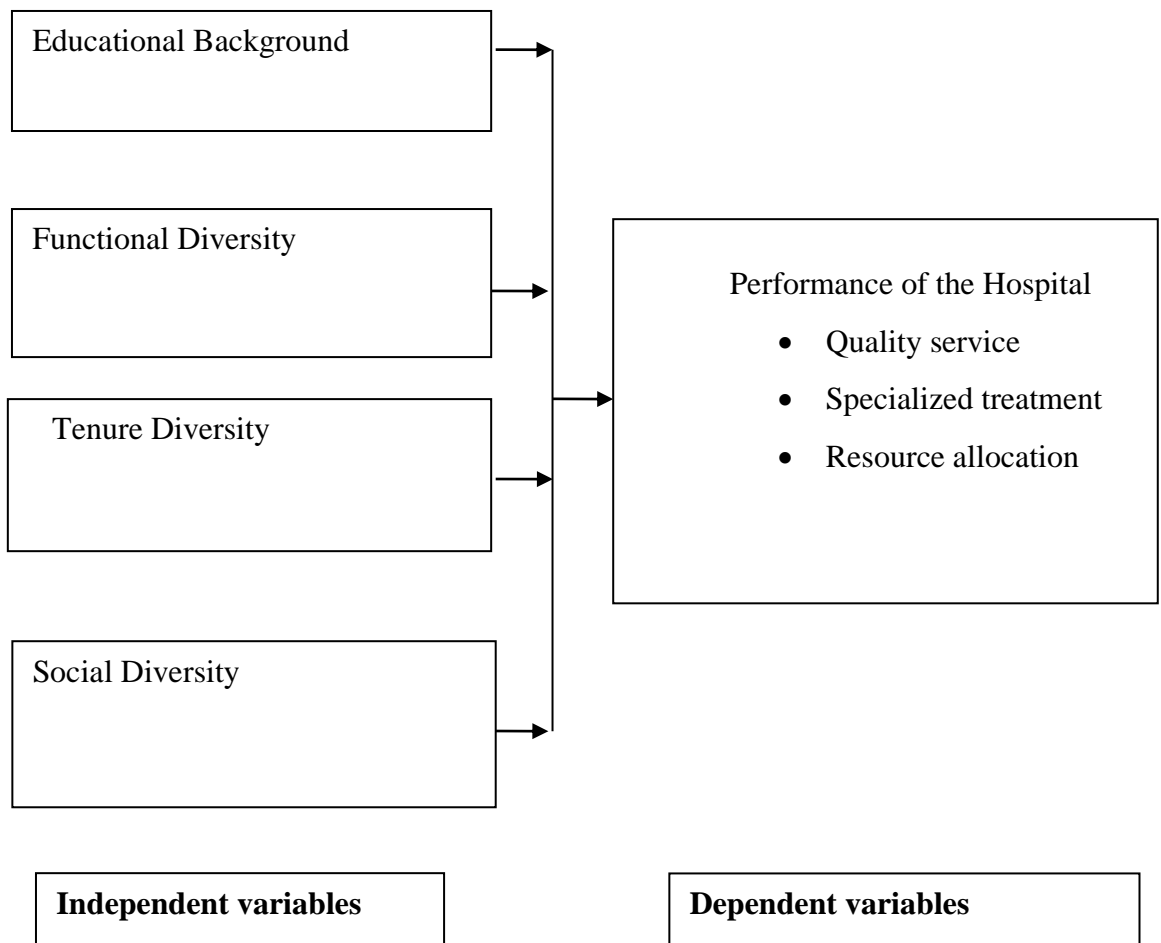 Educational Background
Functional Diversity
Tenure Diversity
Social Diversity
Performance of the Hospital
• Quality service
• Specialized treatment
• Resource allocation
Independent variables
Dependent variables